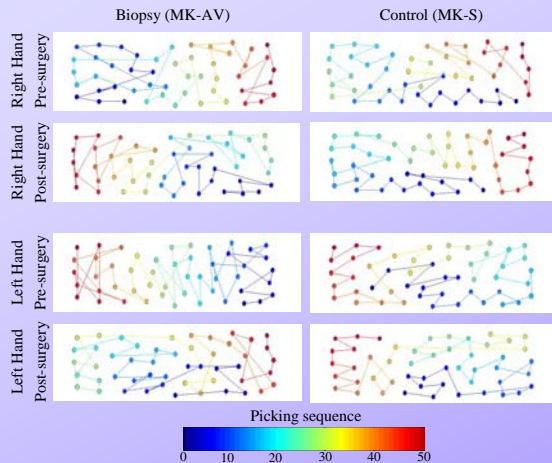 Biopsy (MK-AV) Control (MK-S)
Right Hand
Pre-surgery
Right Hand
Post-surgery
Left Hand
Pre-surgery
Left Hand
Post-surgery
Picking sequence
0 10 20 30 40 50